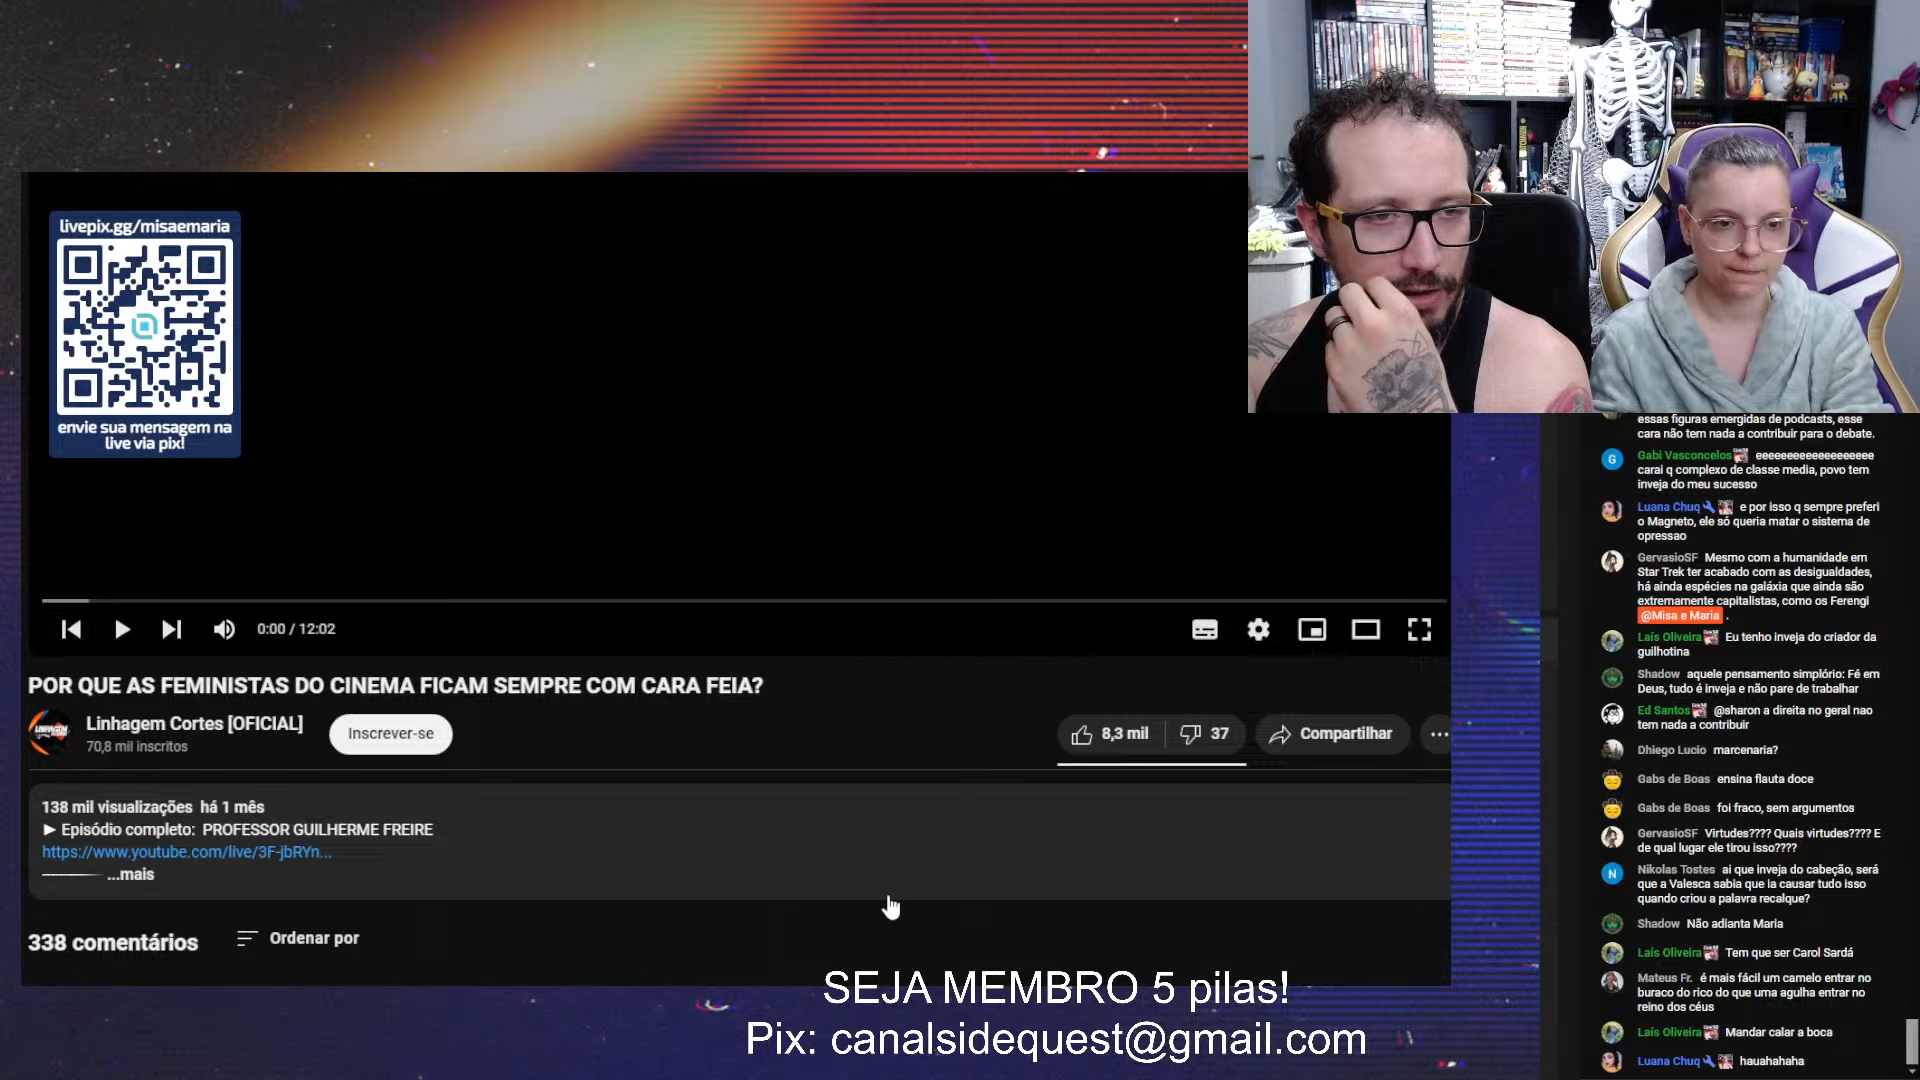 livepix.gg/misaemaria
envie sua mensagem na
live via pix!
0:00 / 12:02
POR QUE AS FEMINISTAS DO CINEMA FICAM SEMPRE COM CARA FEIA?
Linhagem Cortes [OFICIAL]
70,8 mil inscritos
Inscrever-se
8,3 mil
37
Compartilhar
138 mil visualizações há 1 mês
► Episódio completo: PROFESSOR GUILHERME FREIRE
https://www.youtube.com/live/3F-jbRYn...
...mais
338 comentários
Ordenar por
SEJA MEMBRO 5 pilas!
Pix: canalsidequest@gmail.com
essas figuras emergidas de podcasts, esse
cara não tem nada a contribuir para o debate.
G
Gabi Vasconcelos eeeeeeeeeeeeeeeeeee
carai q complexo de classe media, povo tem
inveja do meu sucesso
Luana Chuq e por isso q sempre preferi
o Magneto, ele só queria matar o sistema de
opressao
GervasioSF Mesmo com a humanidade em
Star Trek ter acabado com as desigualdades,
há ainda espécies na galáxia que ainda são
extremamente capitalistas, como os Ferengi
@Misa e Maria .
Laís Oliveira Eu tenho inveja do criador da
guilhotina
Shadow aquele pensamento simplório: Fé em
Deus, tudo é inveja e não pare de trabalhar
Ed Santos @sharon a direita no geral nao
tem nada a contribuir
Dhiego Lucio marcenaria?
Gabs de Boas ensina flauta doce
Gabs de Boas foi fraco, sem argumentos
GervasioSF Virtudes???? Quais virtudes???? E
de qual lugar ele tirou isso????
N
Nikolas Tostes ai que inveja do cabeção, será
que a Valesca sabia que ia causar tudo isso
quando criou a palavra recalque?
Shadow Não adianta Maria
Laís Oliveira Tem que ser Carol Sardá
Mateus Fr. é mais fácil um camelo entrar no
buraco do rico do que uma agulha entrar no
reino dos céus
Laís Oliveira Mandar calar a boca
Luana Chuq hauahahaha